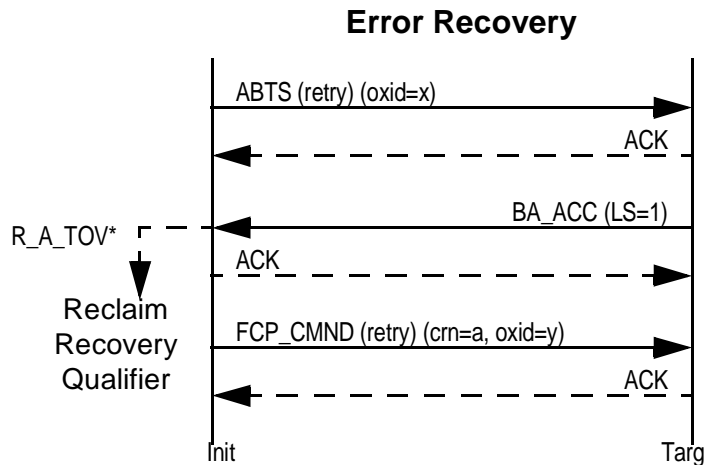 Error Recovery
ABTS (retry) (oxid=x)
ACK
BA_ACC (LS=1)
R_A_TOV*
ACK
Reclaim
Recovery
Qualifier
FCP_CMND (retry) (crn=a, oxid=y)
ACK
Init
Targ